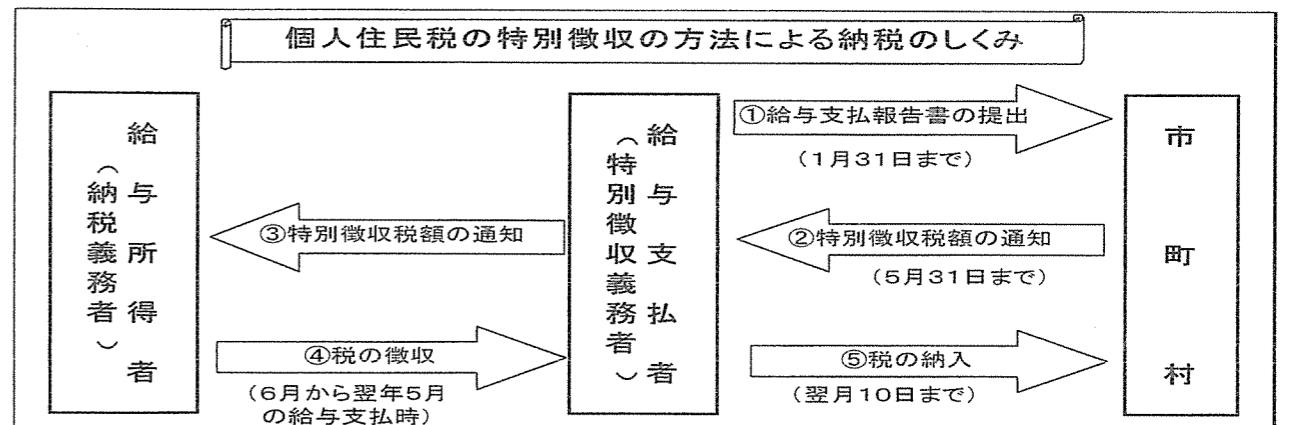 個人住民税の特別徴収の方法による納税のしくみ
給与所得者
（納税義務者）
給与支払者
（特別徴収義務者）
市町村
①給与支払報告書の提出
（1月31日まで）
②特別徴収税額の通知
（5月31日まで）
③特別徴収税額の通知
④税の徴収
（6月から翌年5月
の給与支払時）
⑤税の納入
（翌月10日まで）